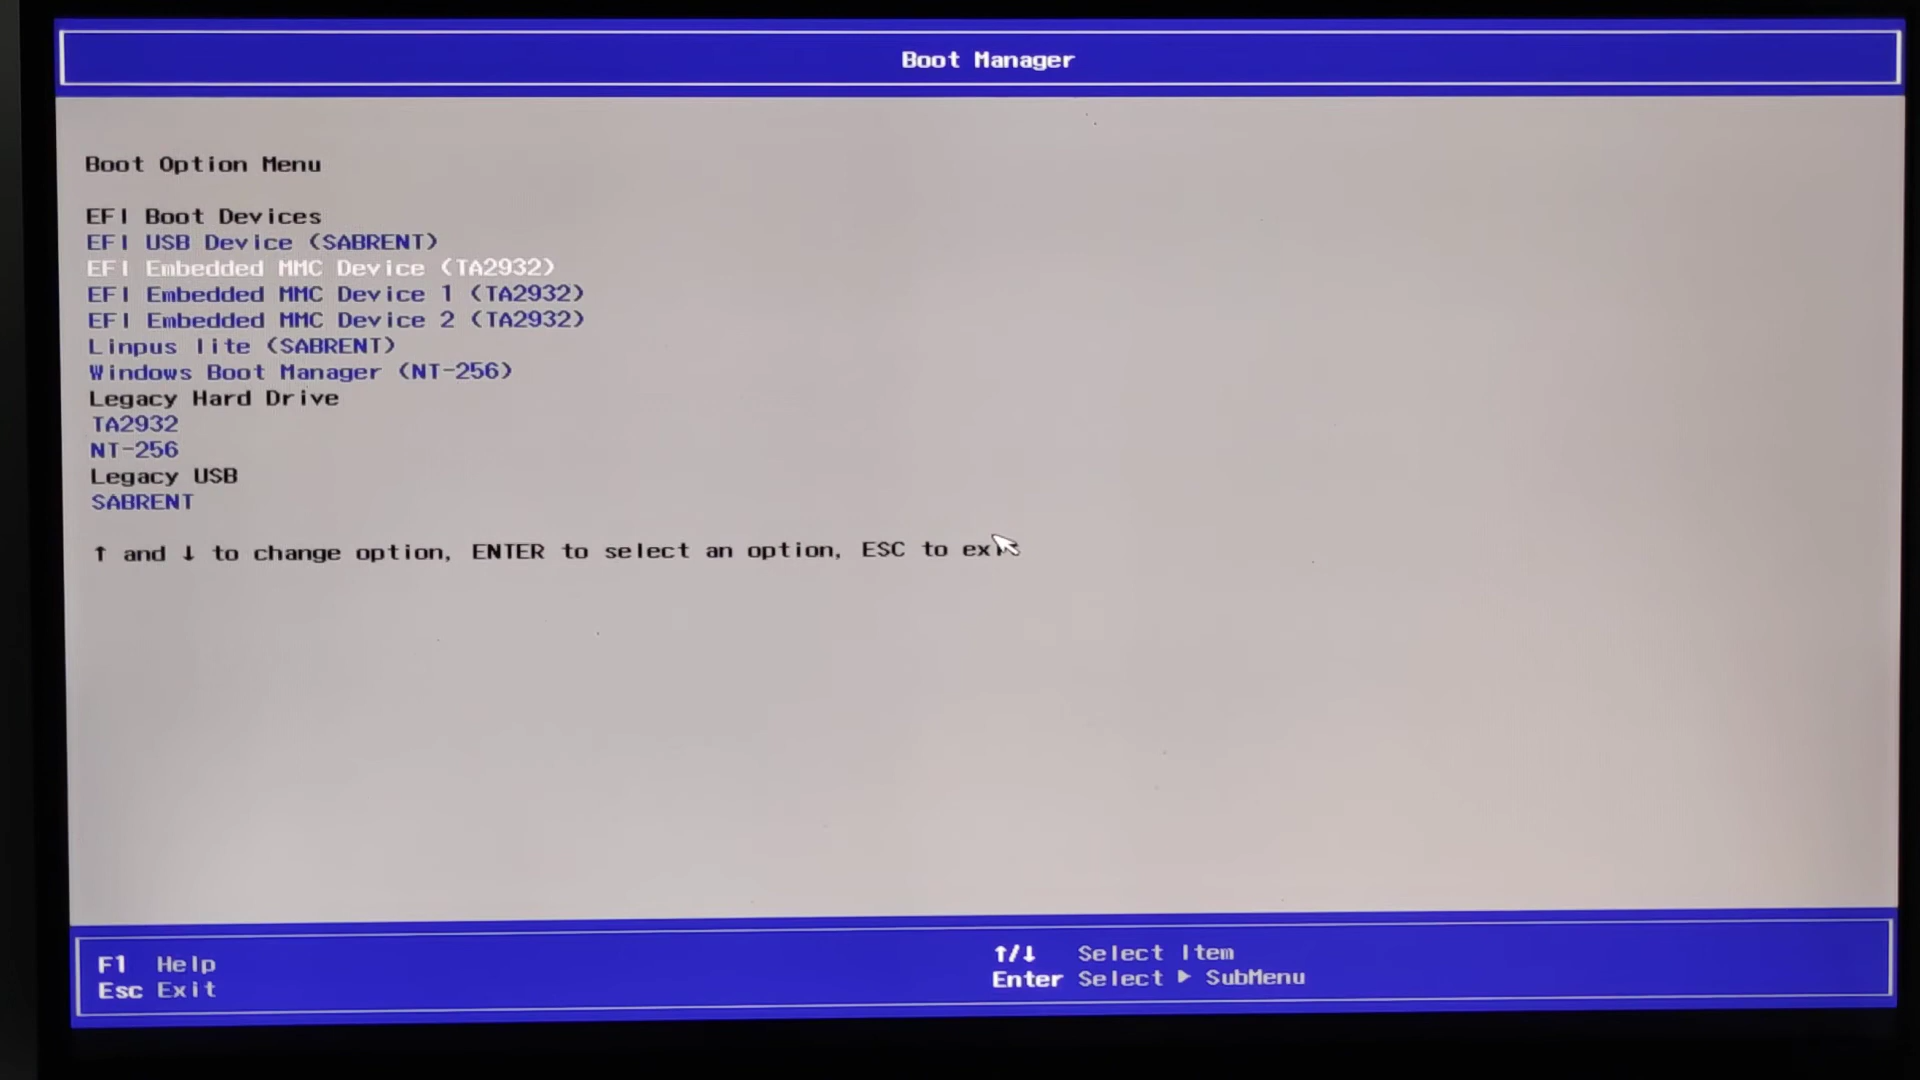 Boot Manager
Boot Option Menu
EFI Boot Devices
EFI USB Device (SABRENT)
EFI Embedded MMC Device (TA2932)
EFI Embedded MMC Device 1 (TA2932)
EFI Embedded MMC Device 2 (TA2932)
Linpus lite (SABRENT)
Windows Boot Manager (NT-256)
Legacy Hard Drive
TA2932
NT-256
Legacy USB
SABRENT
↑ and ↓ to change option, ENTER to select an option, ESC to exit
F1 Help
Esc Exit
↑/↓ Select Item
Enter Select ► SubMenu